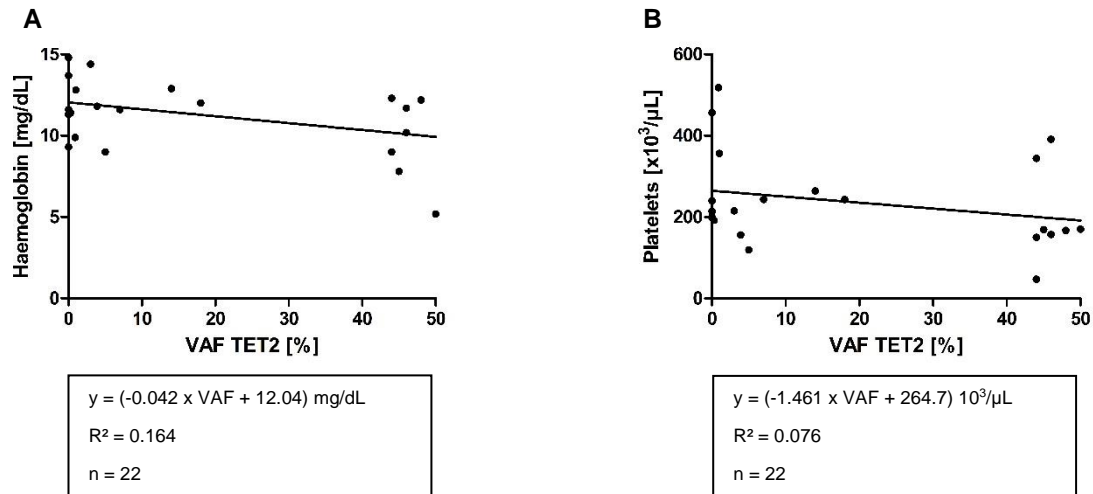 A
Haemoglobin [mg/dL]
15
10
5
0
0 10 20 30 40 50
VAF TET2 [%]
y = (-0.042 x VAF + 12.04) mg/dL
R² = 0.164
n = 22
B
Platelets [x10³/µL]
600
400
200
0
0 10 20 30 40 50
VAF TET2 [%]
y = (-1.461 x VAF + 264.7) 10³/µL
R² = 0.076
n = 22